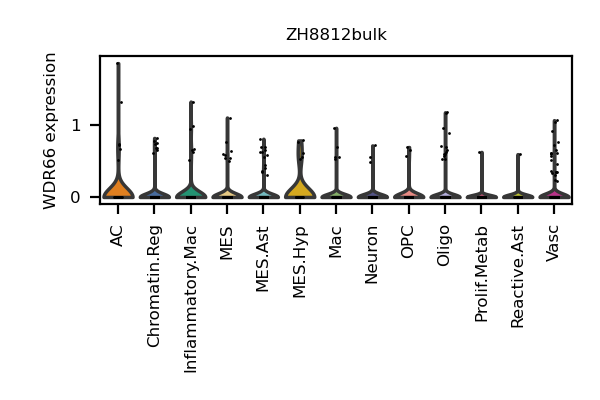 ZH8812bulk
WDR66 expression
1
0
AC
Chromatin.Reg
Inflammatory.Mac
MES
MES.Ast
MES.Hyp
Mac
Neuron
OPC
Oligo
Prolif.Metab
Reactive.Ast
Vasc